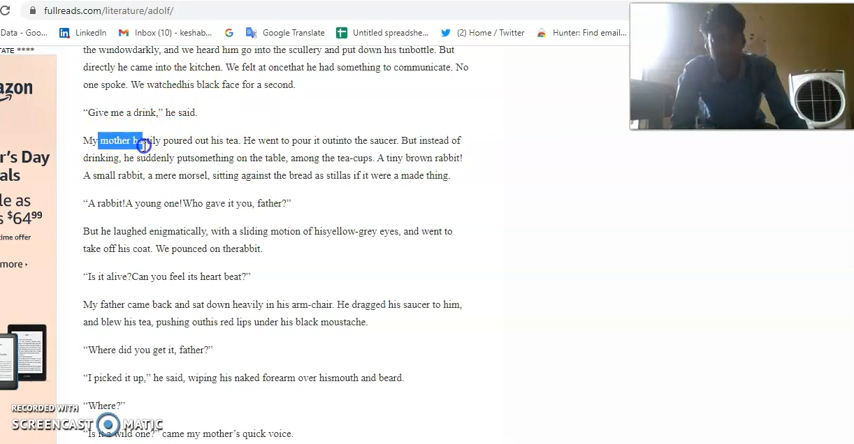 fullreads.com/literature/adolf/
Data - Goo... LinkedIn Inbox (10) - keshab... Google Translate Untitled spreadshe... (2) Home / Twitter Hunter: Find email...
TATE ****
the windowdarkly, and we heard him go into the scullery and put down his tinbottle. But
directly he came into the kitchen. We felt at oncethat he had something to communicate. No
one spoke. We watchedhis black face for a second.
azon
“Give me a drink,” he said.
My mother hastily poured out his tea. He went to pour it outinto the saucer. But instead of
drinking, he suddenly putsomething on the table, among the tea-cups. A tiny brown rabbit!
A small rabbit, a mere morsel, sitting against the bread as stillas if it were a made thing.
r’s Day
als
le as
s $64⁹⁹
ime offer
“A rabbit!A young one!Who gave it you, father?”
But he laughed enigmatically, with a sliding motion of hisyellow-grey eyes, and went to
take off his coat. We pounced on therabbit.
more ›
“Is it alive?Can you feel its heart beat?”
My father came back and sat down heavily in his arm-chair. He dragged his saucer to him,
and blew his tea, pushing outhis red lips under his black moustache.
“Where did you get it, father?”
“I picked it up,” he said, wiping his naked forearm over hismouth and beard.
“Where?”
“Is it a wild one?” came my mother’s quick voice.
RECORDED WITH
SCREENCAST MATIC